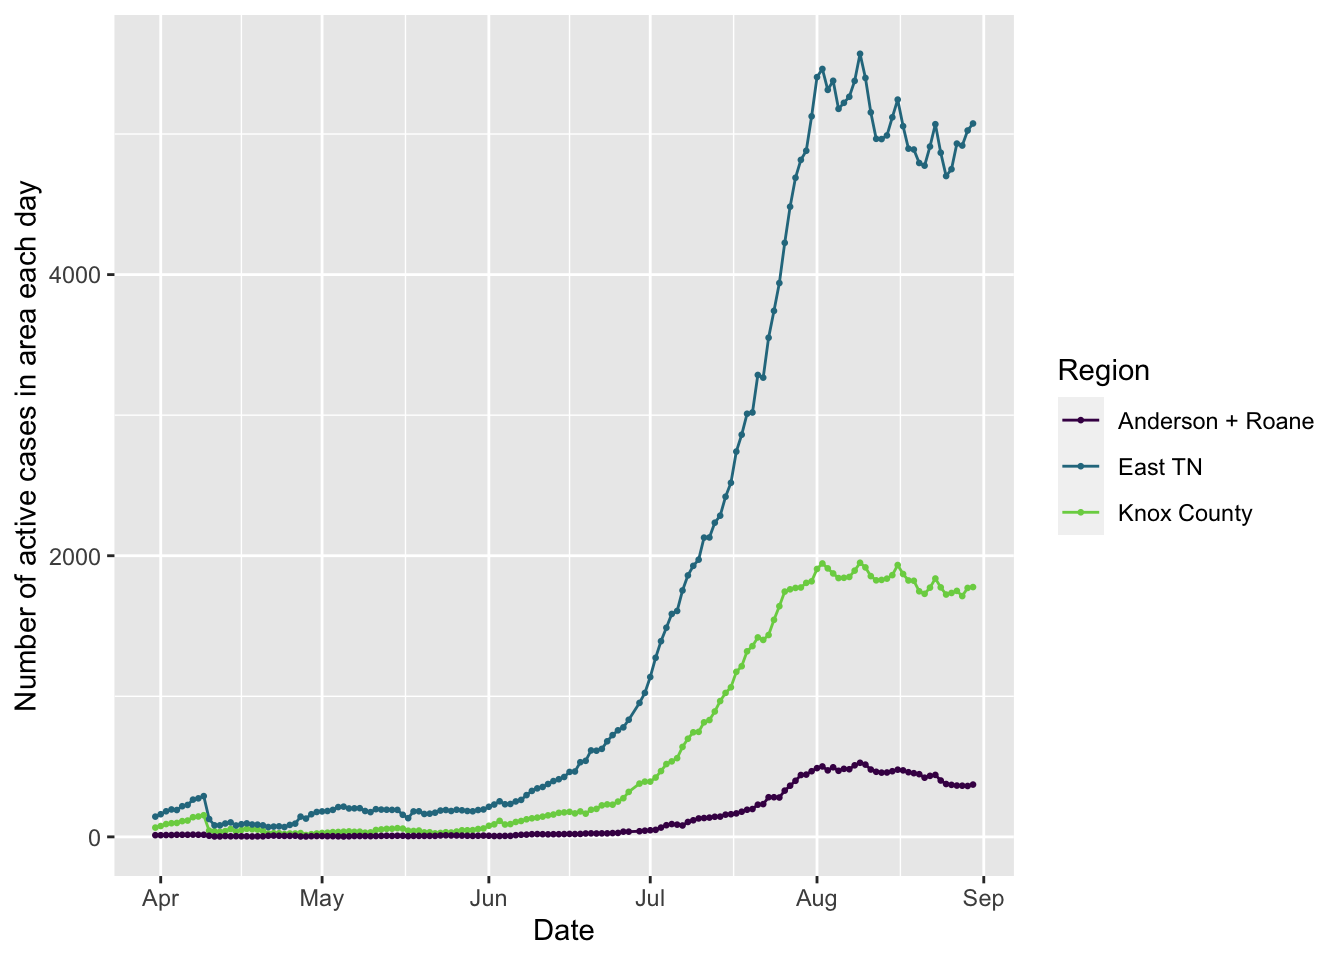 Number of active cases in area each day
4000
2000
0
Apr May Jun Jul Aug Sep
Date
Region
Anderson + Roane
East TN
Knox County